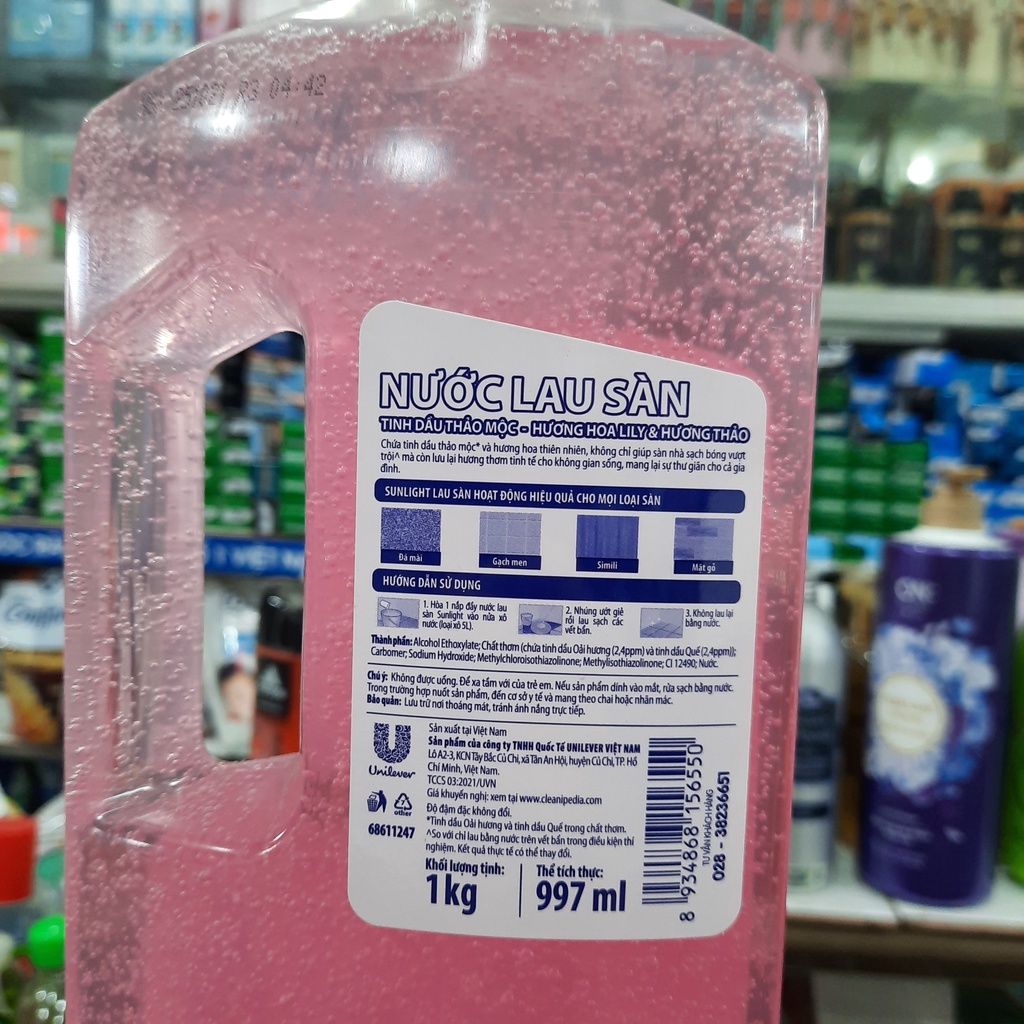 04:42
NƯỚC LAU SÀN
TINH DẦU THẢO MỘC - HƯƠNG HOA LILY & HƯƠNG THẢO
Chứa tinh dầu thảo mộc* và hương hoa thiên nhiên, không chỉ giúp sàn nhà sạch bóng vượt
trội^ mà còn lưu lại hương thơm tinh tế cho không gian sống, mang lại sự thư giãn cho cả gia
đình.
SUNLIGHT LAU SÀN HOẠT ĐỘNG HIỆU QUẢ CHO MỌI LOẠI SÀN
Đá mài
Gạch men
Simili
Mặt gỗ
HƯỚNG DẪN SỬ DỤNG
1. Hòa 1 nắp đầy nước lau
sàn Sunlight vào nửa xô
nước (loại xô 5L).
2. Nhúng ướt giẻ
rồi lau sạch các
vết bẩn.
3. Không lau lại
bằng nước.
Thành phần: Alcohol Ethoxylate; Chất thơm (chứa tinh dầu Oải hương (2,4ppm) và tinh dầu Quế (2,4ppm));
Carbomer; Sodium Hydroxide; Methylchloroisothiazolinone; Methylisothiazolinone; CI 12490; Nước.
Chú ý: Không được uống. Để xa tầm với của trẻ em. Nếu sản phẩm dính vào mắt, rửa sạch bằng nước.
Trong trường hợp nuốt sản phẩm, đến cơ sở y tế và mang theo chai hoặc nhãn mác.
Bảo quản: Lưu trữ nơi thoáng mát, tránh ánh nắng trực tiếp.
Unilever
other
68611247
Sản xuất tại Việt Nam
Sản phẩm của công ty TNHH Quốc Tế UNILEVER VIỆT NAM
Lô A2-3, KCN Tây Bắc Củ Chi, xã Tân An Hội, huyện Củ Chi, TP. Hồ
Chí Minh, Việt Nam.
TCCS 03:2021/UVN
Giá khuyến nghị: xem tại www.cleanipedia.com
Độ đậm đặc không đổi.
*Tinh dầu Oải hương và tinh dầu Quế trong chất thơm.
^So với chỉ lau bằng nước trên vết bẩn trong điều kiện thí
nghiệm. Kết quả thực tế có thể thay đổi.
Khối lượng tịnh:
1kg
Thể tích thực:
997 ml
8 934868 156550
TƯ VẤN KHÁCH HÀNG
028 - 38236651